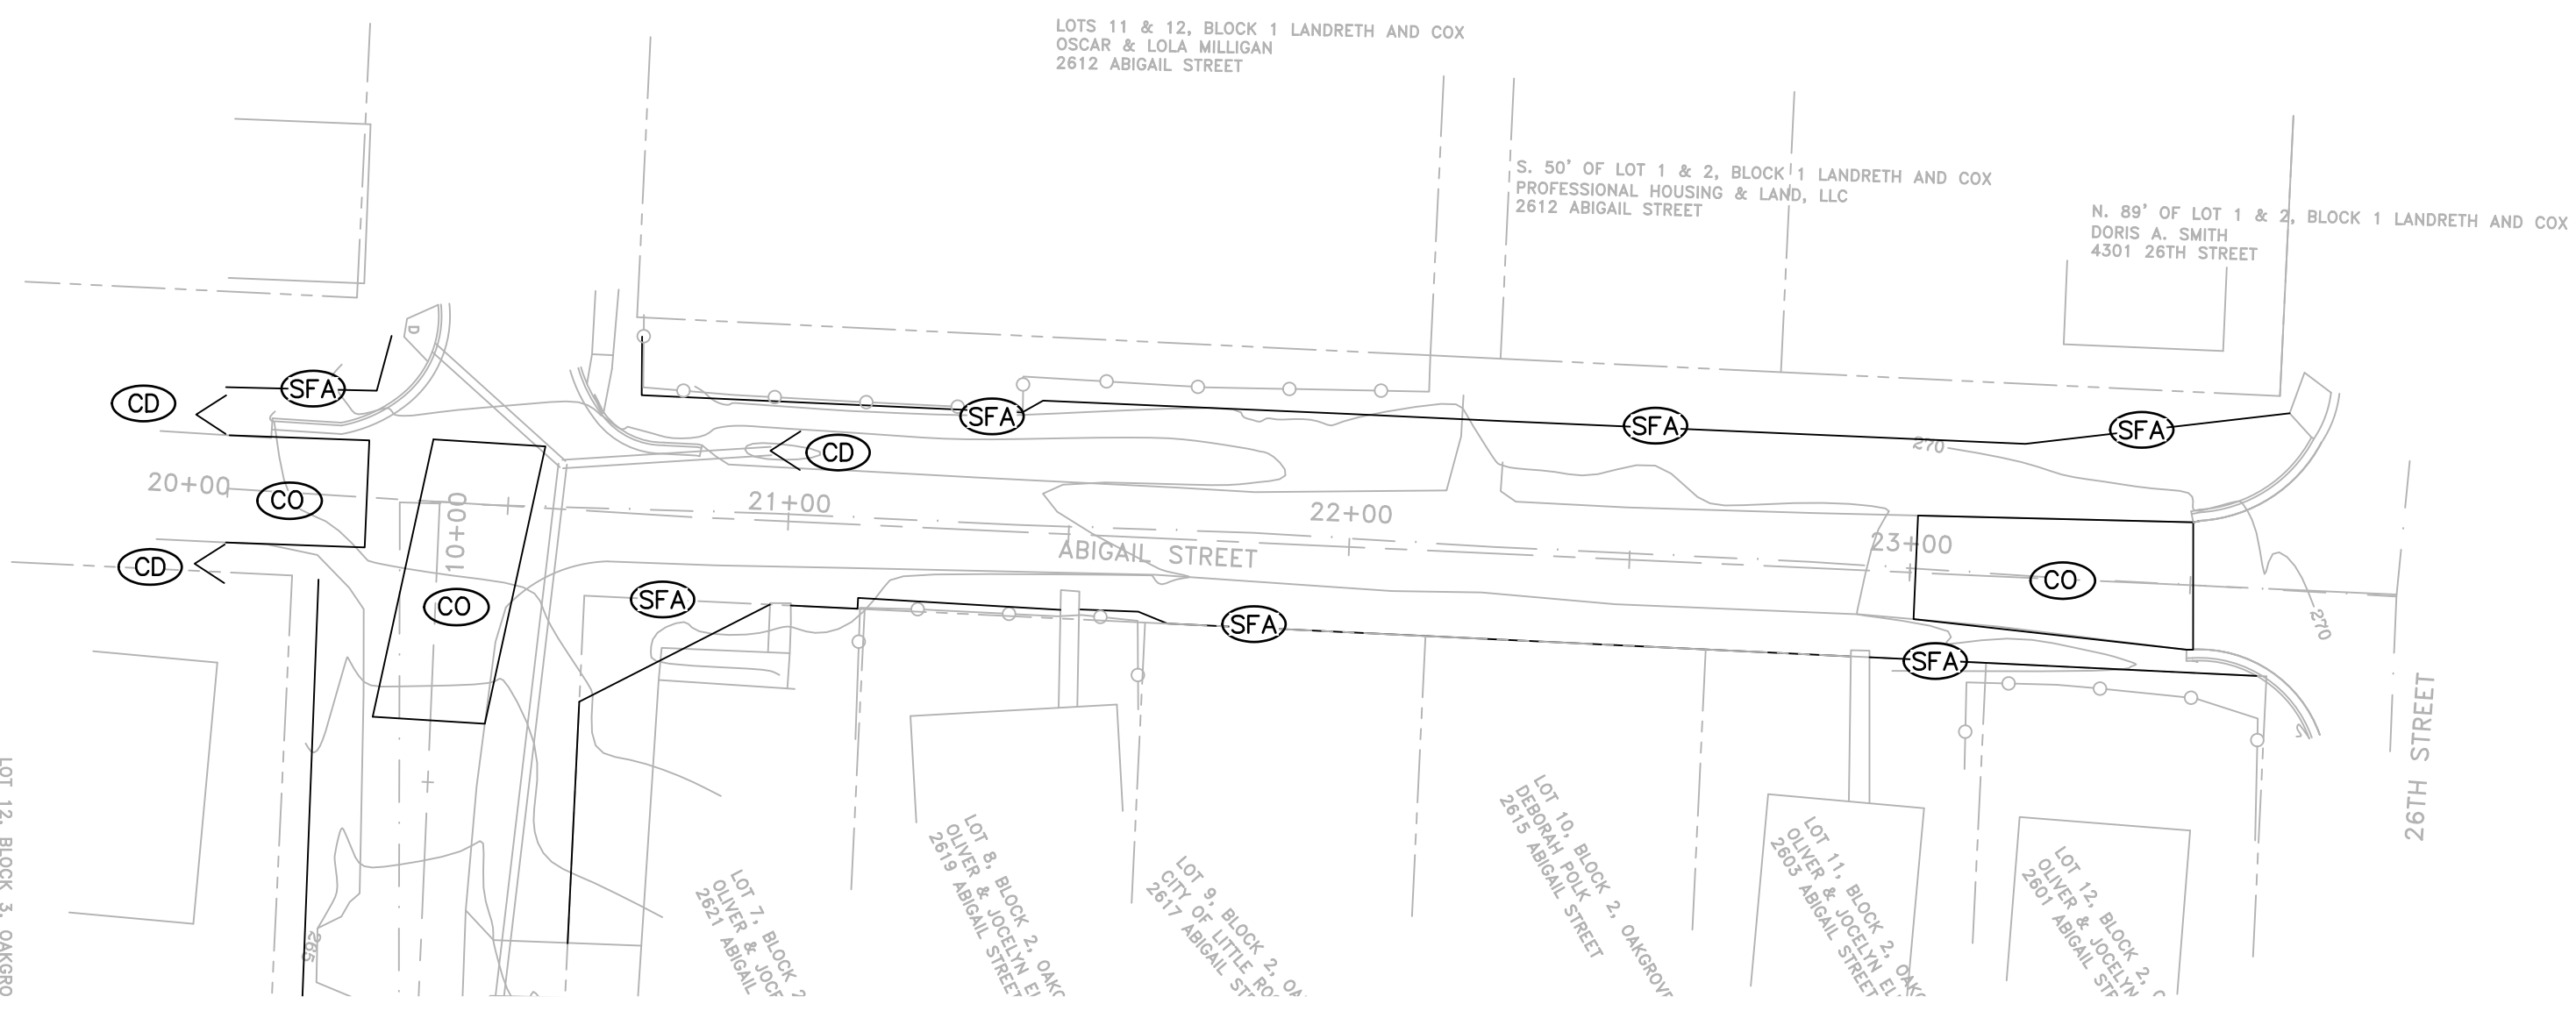 LOTS 11 & 12, BLOCK 1 LANDRETH AND COX
OSCAR & LOLA MILLIGAN
2612 ABIGAIL STREET
S. 50' OF LOT 1 & 2, BLOCK 1 LANDRETH AND COX
PROFESSIONAL HOUSING & LAND, LLC
2612 ABIGAIL STREET
N. 89' OF LOT 1 & 2, BLOCK 1 LANDRETH AND COX
DORIS A. SMITH
4301 26TH STREET
D
SFA
CD
SFA
SFA
SFA
CD
270
20+00
CO
10+00
21+00
22+00
23+00
ABIGAIL STREET
CD
CO
SFA
SFA
CO
SFA
270
26TH STREET
265
LOT 12, BLOCK 3, OAKGRO
LOT 7, BLOCK 2
OLIVER & JOCE
2621 ABIGAIL
LOT 8, BLOCK 2, OAKG
OLIVER & JOCELYN EL
2619 ABIGAIL STREET
LOT 9, BLOCK 2, OA
CITY OF LITTLE RO
2617 ABIGAIL
LOT 10, BLOCK 2, OAKGROVE
DEBORAH POLK
2615 ABIGAIL STREET
LOT 11, BLOCK 2, OAKG
OLIVER & JOCELYN EL
2603 ABIGAIL STREET
LOT 12, BLOCK 2,
OLIVER & JOCELYN
2601 ABIGAIL